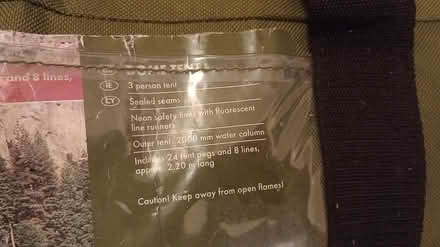 DOME TENT
and 8 lines,
IE
CY
3 person tent
Sealed seams
Neon safety lines with fluorescent
line runners
Outer tent: 2000 mm water column
Includes 24 tent pegs and 8 lines,
approx. 2.20 m long
Caution! Keep away from open flames!